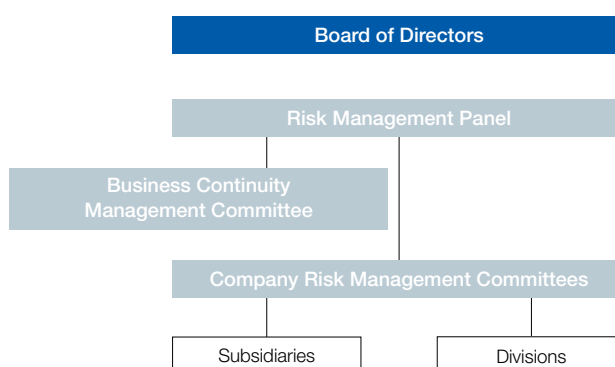 Board of Directors
Risk Management Panel
Business Continuity
Management Committee
Company Risk Management Committees
Subsidiaries
Divisions